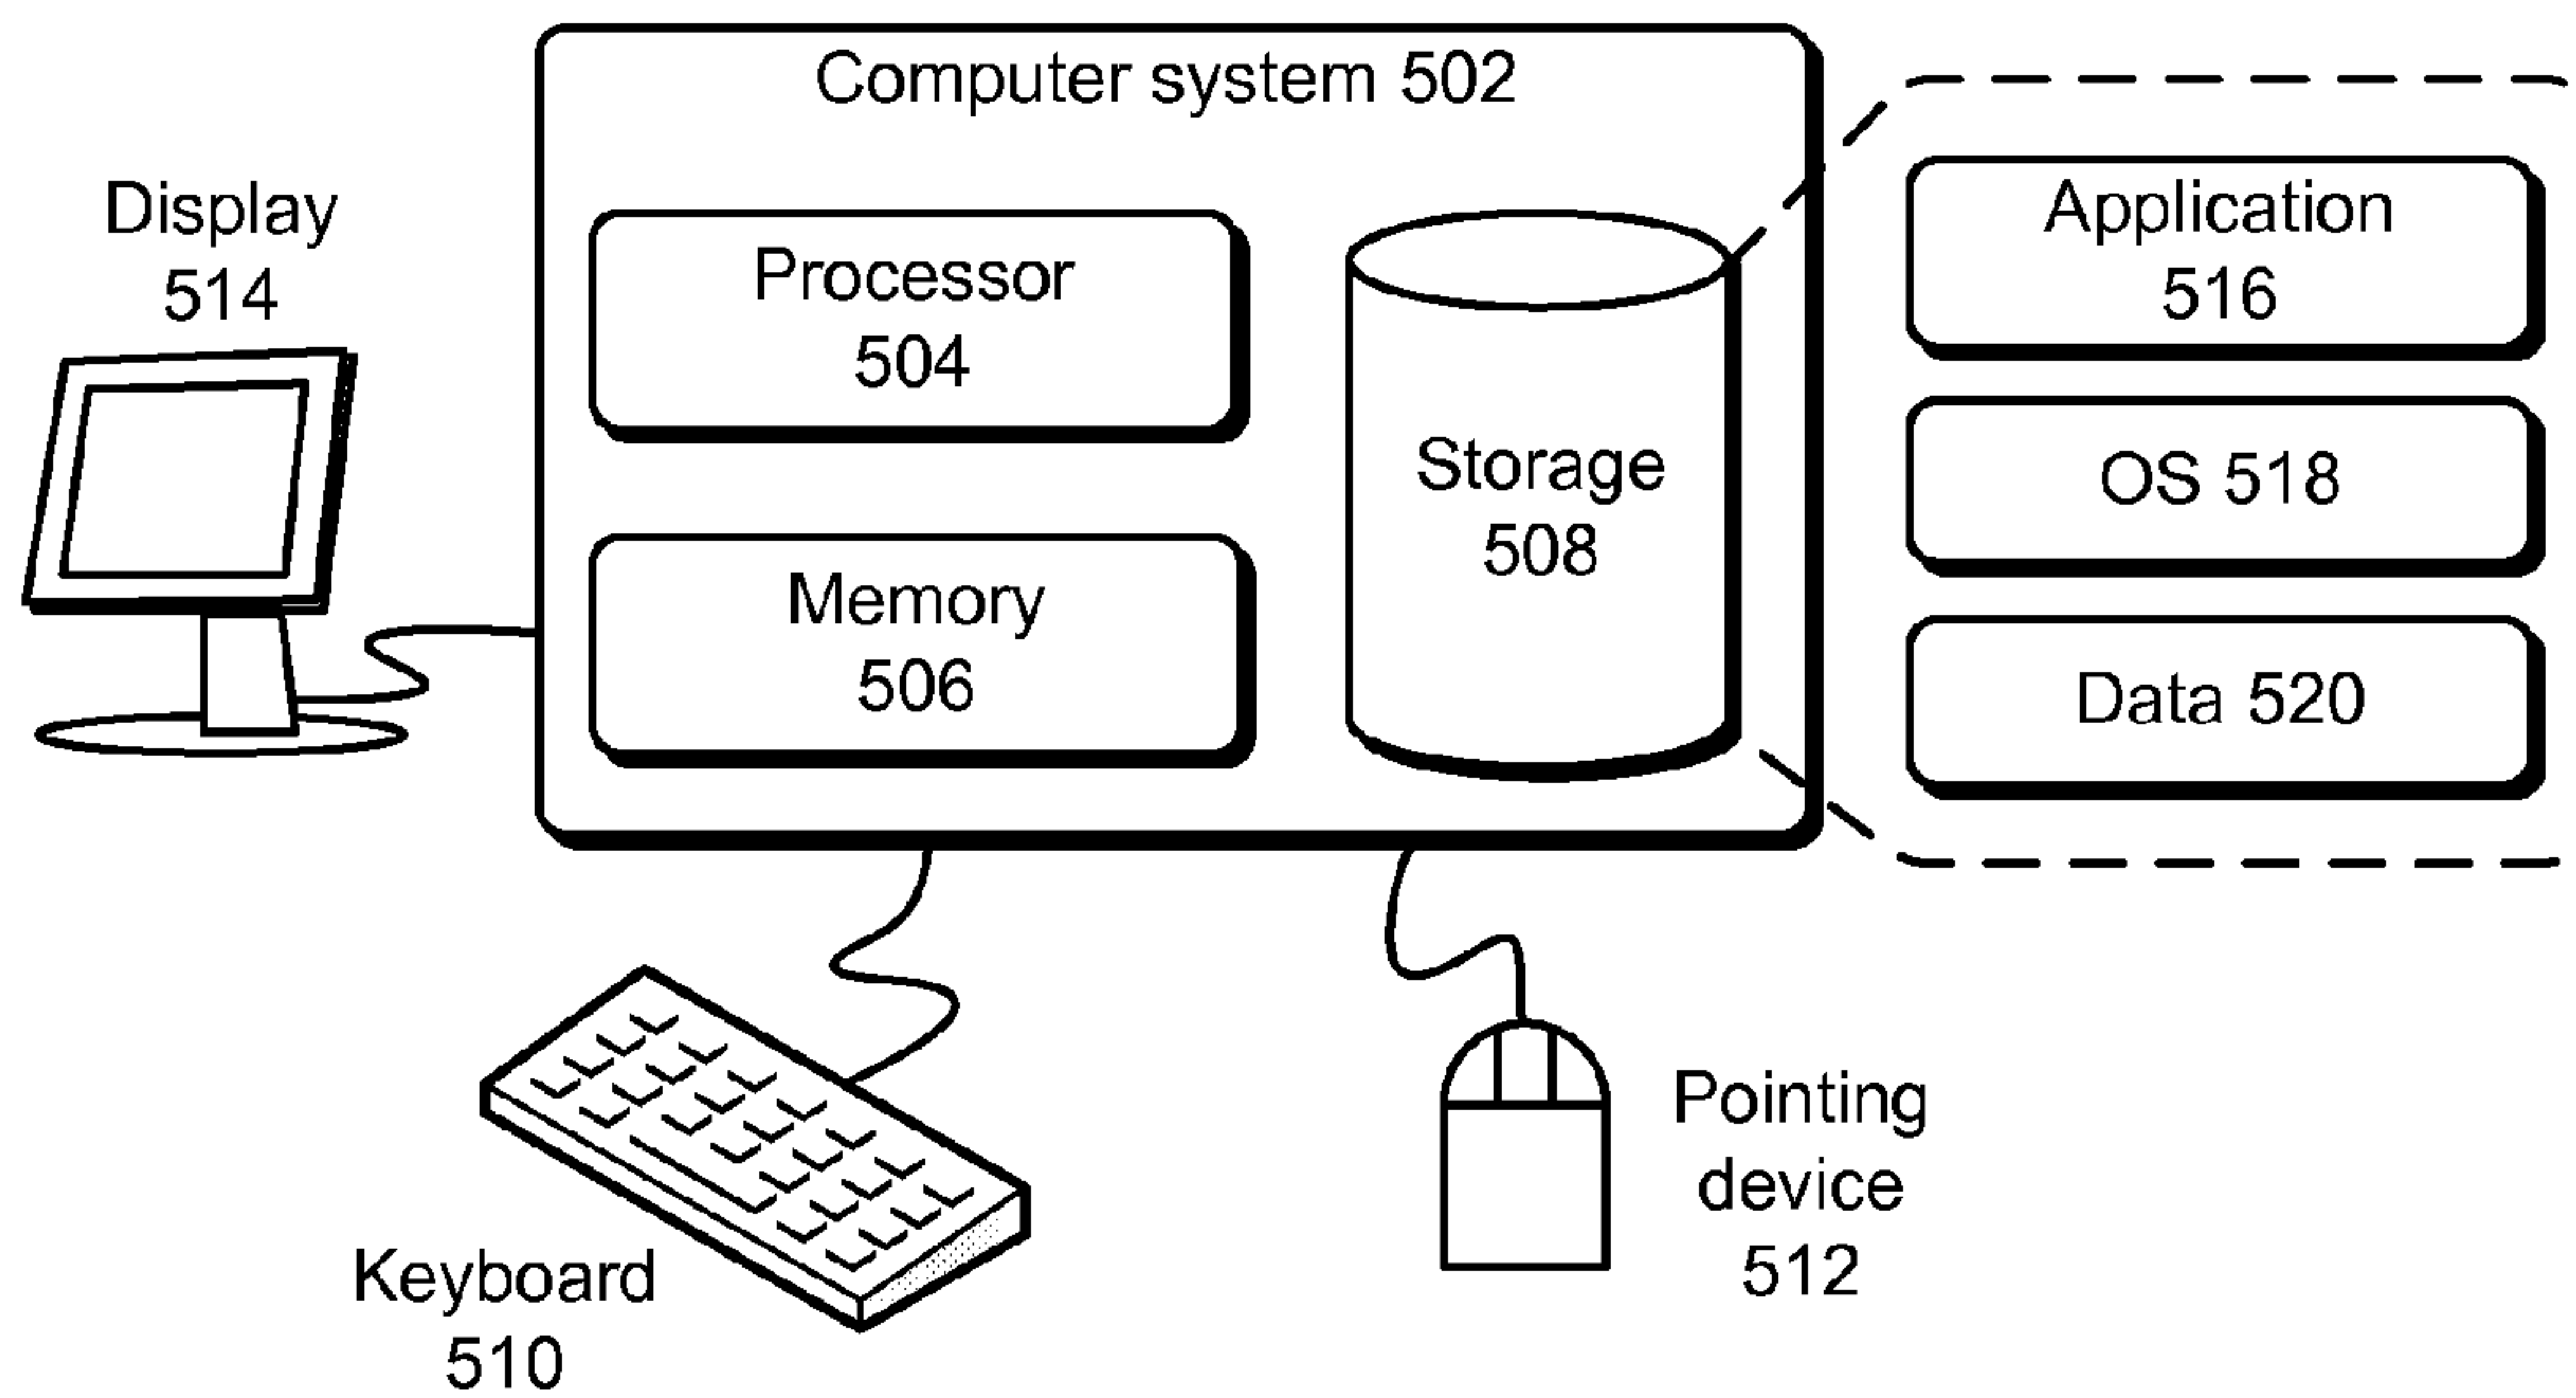 Computer system 502
Display
514
Processor
504
Memory
506
Storage
508
Application
516
OS 518
Data 520
Keyboard
510
Pointing
device
512